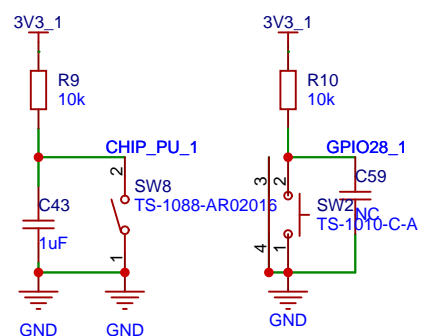 3V3_1
R9
10k
CHIP_PU_1
2
SW8
TS-1088-AR02016
C43
1uF
1
GND
GND
3V3_1
R10
10k
GPIO28_1
3
2
C59
NC
SW2
TS-1010-C-A
4
1
GND